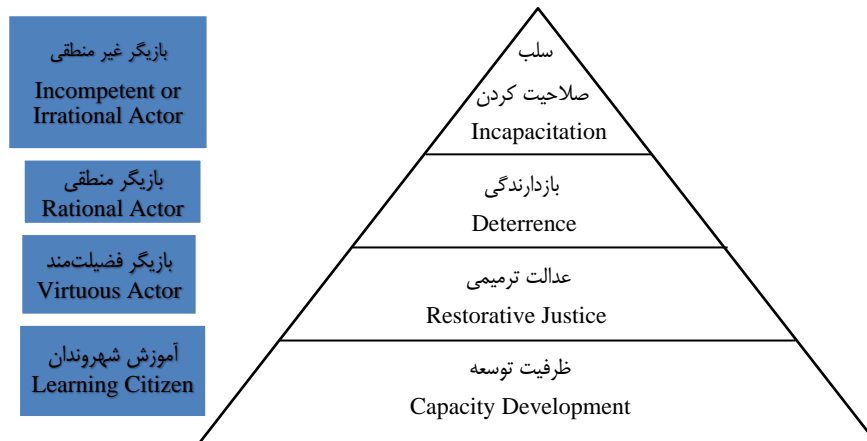 بازیگر غیر منطقی
Incompetent or
Irrational Actor
سلب
صلاحیت کردن
Incapacitation
بازیگر منطقی
Rational Actor
بازدارندگی
Deterrence
بازیگر فضیلت‌مند
Virtuous Actor
عدالت ترمیمی
Restorative Justice
آموزش شهروندان
Learning Citizen
ظرفیت توسعه
Capacity Development